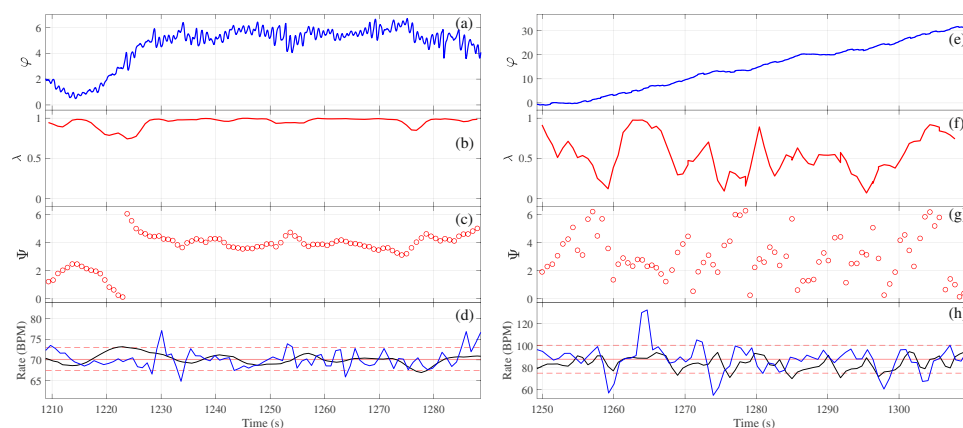 (a)
φ
6
4
2
0
(b)
λ
1
0.5
0
(c)
Ψ
6
4
2
0
(d)
Rate (BPM)
80
75
70
65
1210 1220 1230 1240 1250 1260 1270 1280
Time (s)
(e)
φ
30
20
10
0
(f)
λ
1
0.5
0
(g)
Ψ
6
4
2
0
(h)
Rate (BPM)
120
100
80
60
1250 1260 1270 1280 1290 1300
Time (s)